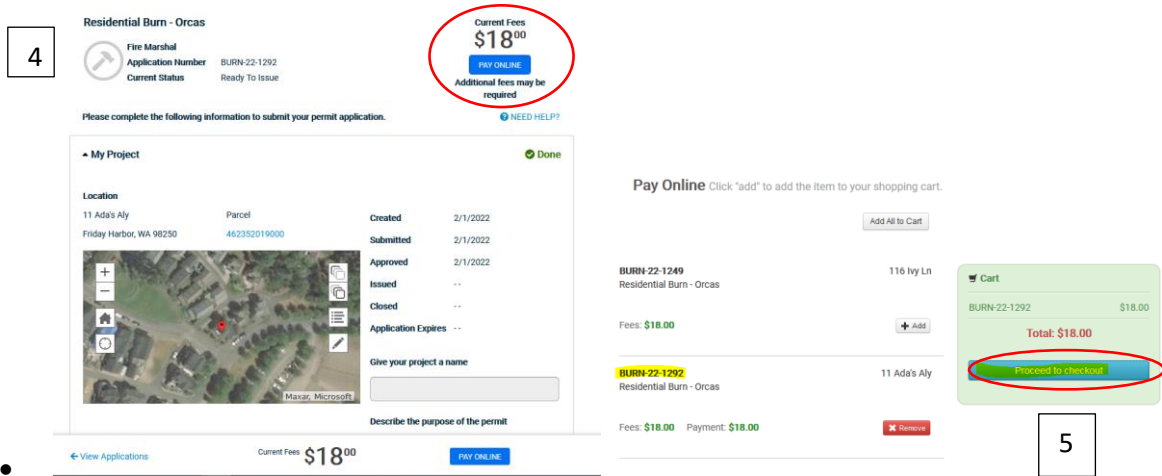 4
Residential Burn - Orcas
Fire Marshal
Application Number BURN-22-1292
Current Status Ready To Issue
Current Fees
$18⁰⁰
PAY ONLINE
Additional fees may be
required
Please complete the following information to submit your permit application.
NEED HELP?
My Project
Done
Location
11 Ada's Aly
Friday Harbor, WA 98250
Parcel
462352019000
Created 2/1/2022
Submitted 2/1/2022
Approved 2/1/2022
Issued --
Closed --
Application Expires --
Give your project a name
Describe the purpose of the permit
Maxar, Microsoft
View Applications
Current Fees $18⁰⁰
PAY ONLINE
Pay Online Click "add" to add the item to your shopping cart.
Add All to Cart
BURN-22-1249 116 Ivy Ln
Residential Burn - Orcas
Fees: $18.00
Add
BURN-22-1292 11 Ada's Aly
Residential Burn - Orcas
Fees: $18.00 Payment: $18.00
Remove
Cart
BURN-22-1292 $18.00
Total: $18.00
Proceed to checkout
5